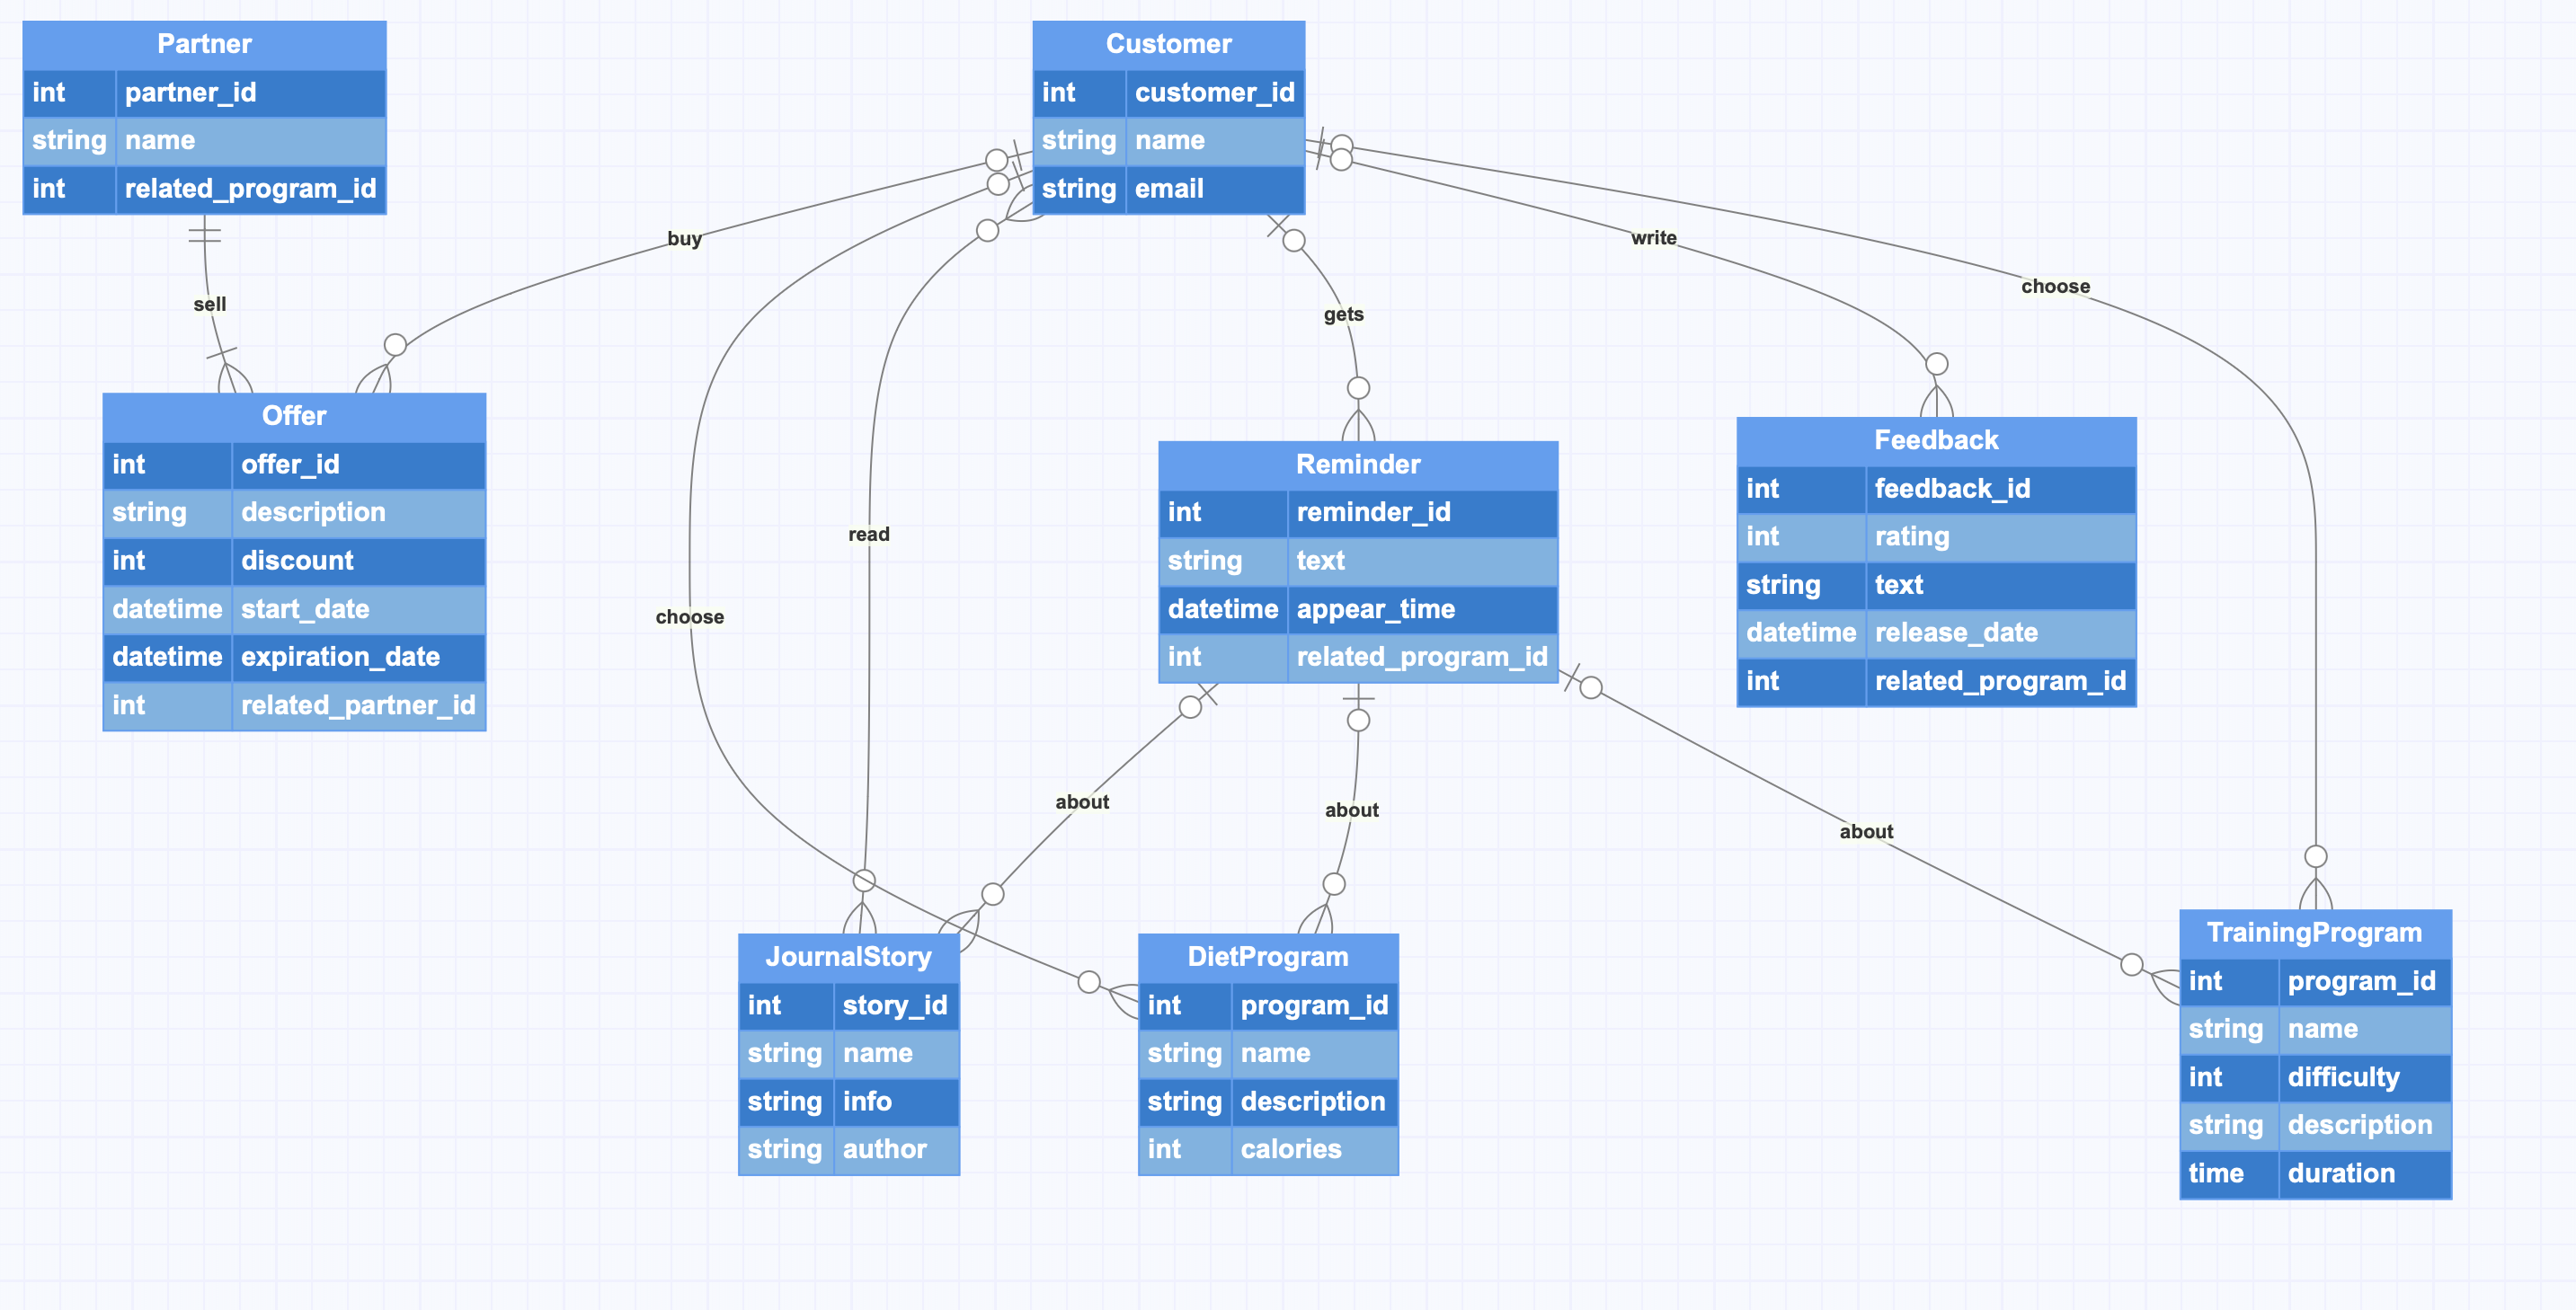 Partner
int partner_id
string name
int related_program_id
Customer
int customer_id
string name
string email
buy
write
choose
sell
gets
Offer
int offer_id
string description
int discount
datetime start_date
datetime expiration_date
int related_partner_id
read
choose
Reminder
int reminder_id
string text
datetime appear_time
int related_program_id
Feedback
int feedback_id
int rating
string text
datetime release_date
int related_program_id
about
about
about
JournalStory
int story_id
string name
string info
string author
DietProgram
int program_id
string name
string description
int calories
TrainingProgram
int program_id
string name
int difficulty
string description
time duration